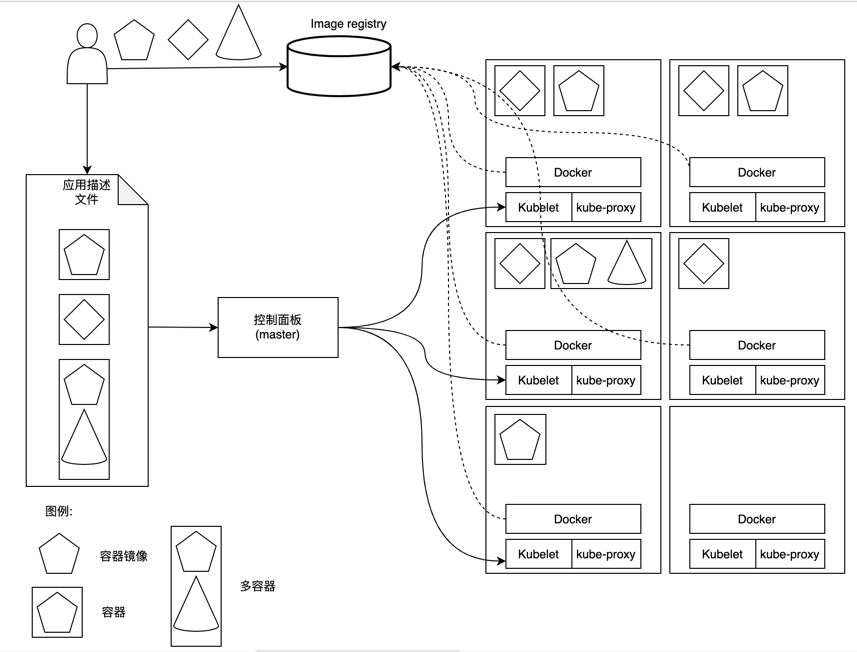 Image registry
应用描述
文件
控制面板
(master)
Docker
Kubelet
kube-proxy
Docker
Kubelet
kube-proxy
Docker
Kubelet
kube-proxy
Docker
Kubelet
kube-proxy
Docker
Kubelet
kube-proxy
Docker
Kubelet
kube-proxy
图例:
容器镜像
容器
多容器